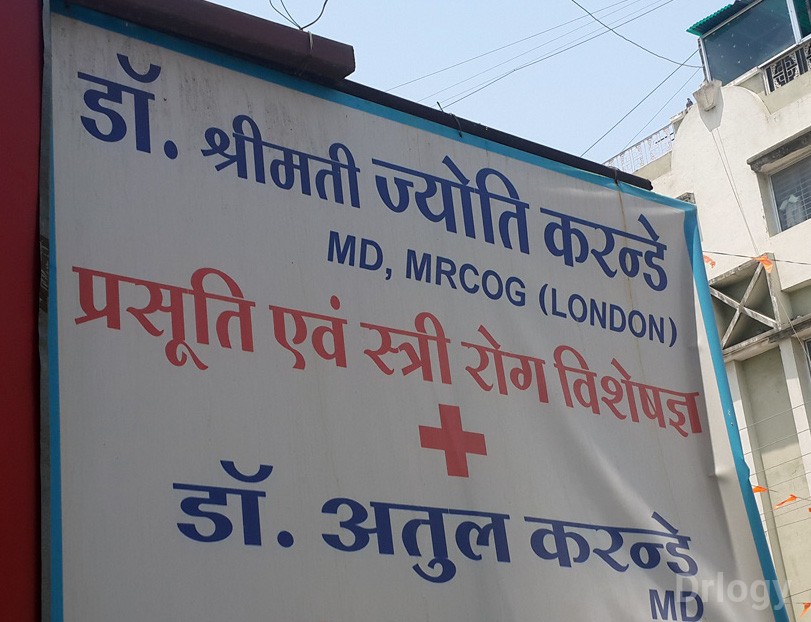 डॉ. श्रीमती ज्योति करन्डे
MD, MRCOG (LONDON)
प्रसूति एवं स्त्री रोग विशेषज्ञ
डॉ. अतुल करन्डे
MD
Drlogy